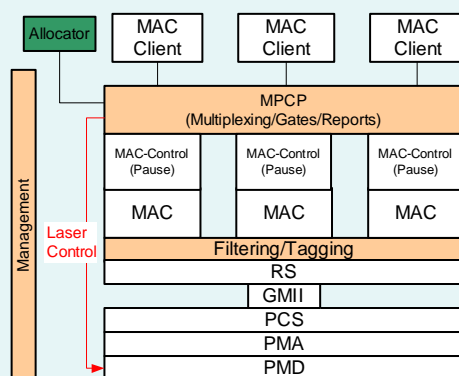 Allocator
MAC
Client
MAC
Client
MAC
Client
MPCP
(Multiplexing/Gates/Reports)
MAC-Control
(Pause)
MAC-Control
(Pause)
MAC-Control
(Pause)
MAC
MAC
MAC
Management
Laser
Control
Filtering/Tagging
RS
GMII
PCS
PMA
PMD